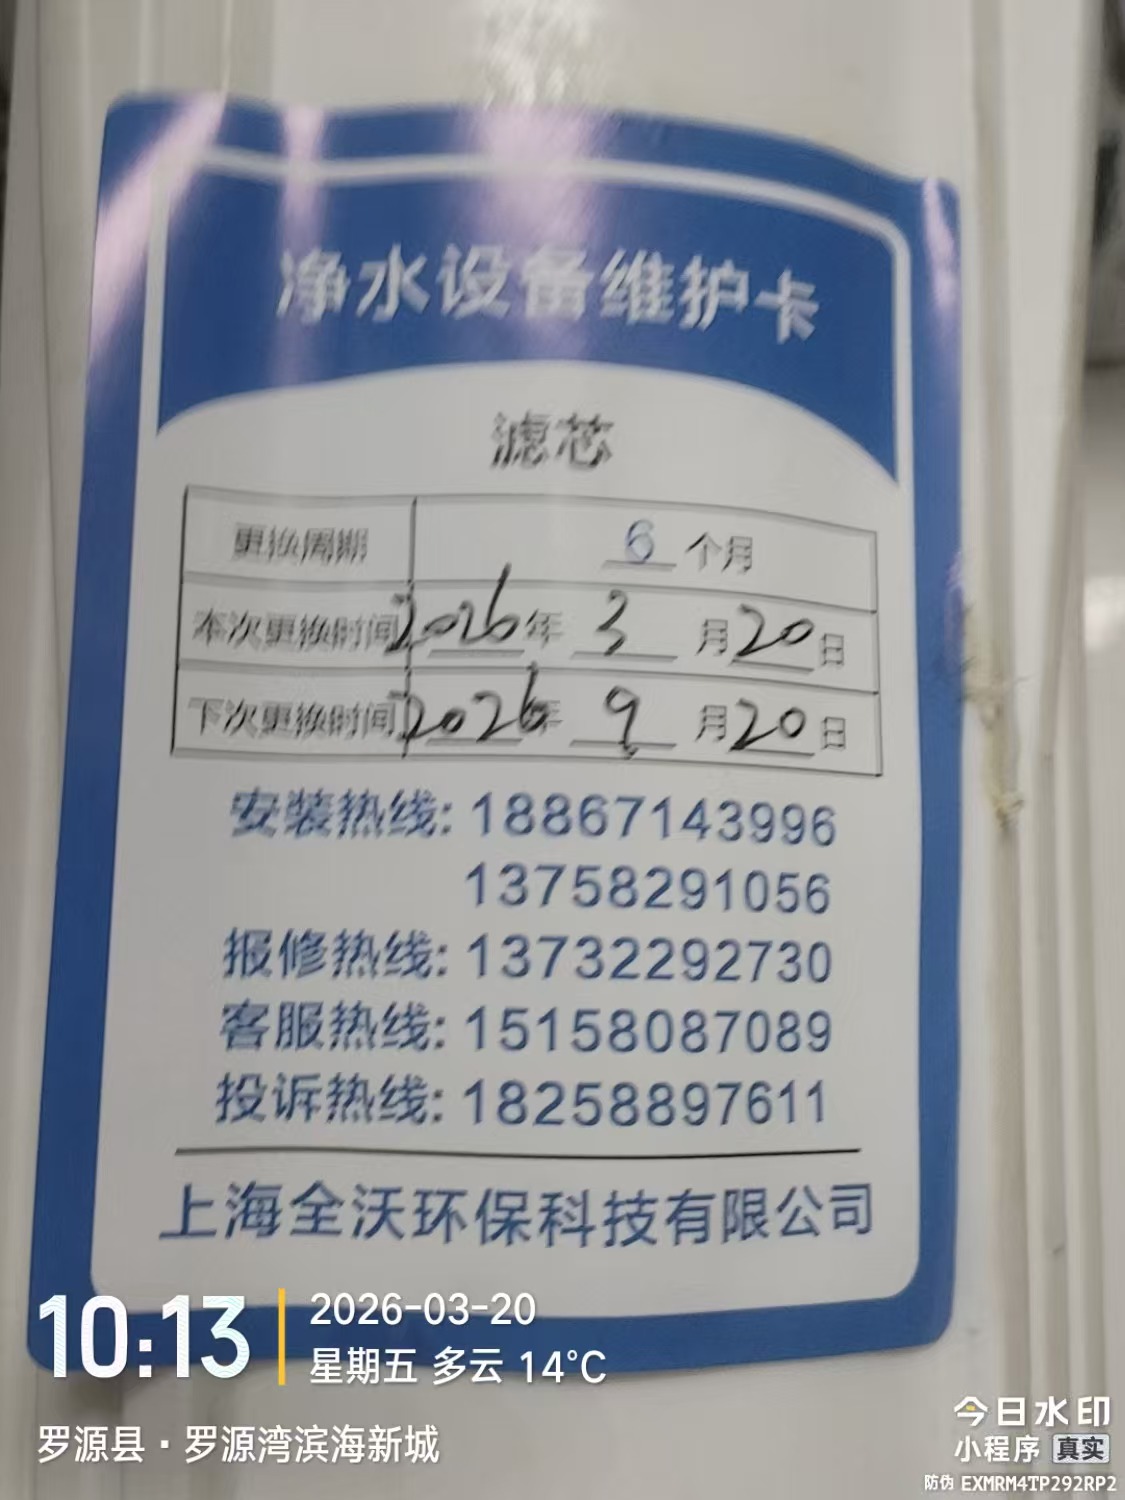 净水设备维护卡
滤芯
更换周期 6 个月
本次更换时间 2026年 3 月 20 日
下次更换时间 2026年 9 月 20 日
安装热线: 18867143996
13758291056
报修热线: 13732292730
客服热线: 15158087089
投诉热线: 18258897611
上海全沃环保科技有限公司
10:13
2026-03-20
星期五 多云 14°C
罗源县·罗源湾滨海新城
今日水印
小程序 真实
防伪 EXMRM4TP292RP2